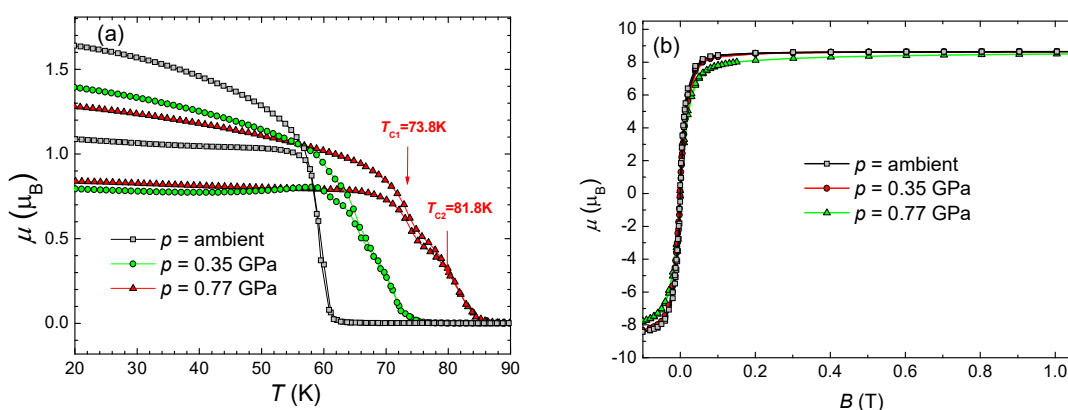 (a)
1.5
1.0
0.5
0.0
μ (μB)
TC1=73.8K
TC2=81.8K
p = ambient
p = 0.35 GPa
p = 0.77 GPa
20 30 40 50 60 70 80 90
T (K)
(b)
10
8
6
4
2
0
-2
-4
-6
-8
-10
μ (μB)
p = ambient
p = 0.35 GPa
p = 0.77 GPa
0.0 0.2 0.4 0.6 0.8 1.0
B (T)